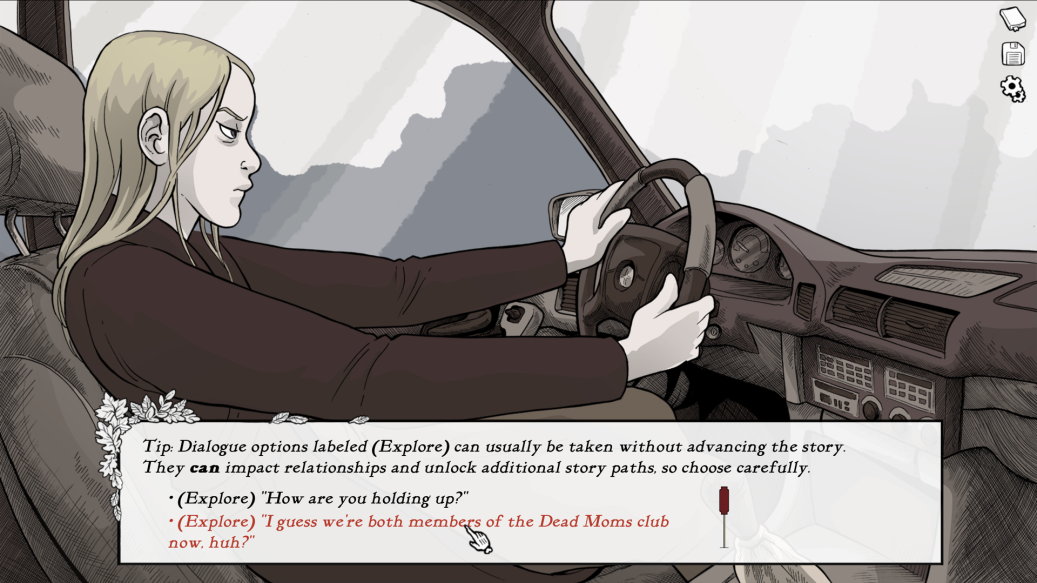 Tip: Dialogue options labeled (Explore) can usually be taken without advancing the story.
They can impact relationships and unlock additional story paths, so choose carefully.
• (Explore) "How are you holding up?"
• (Explore) "I guess we're both members of the Dead Moms club
now, huh?"